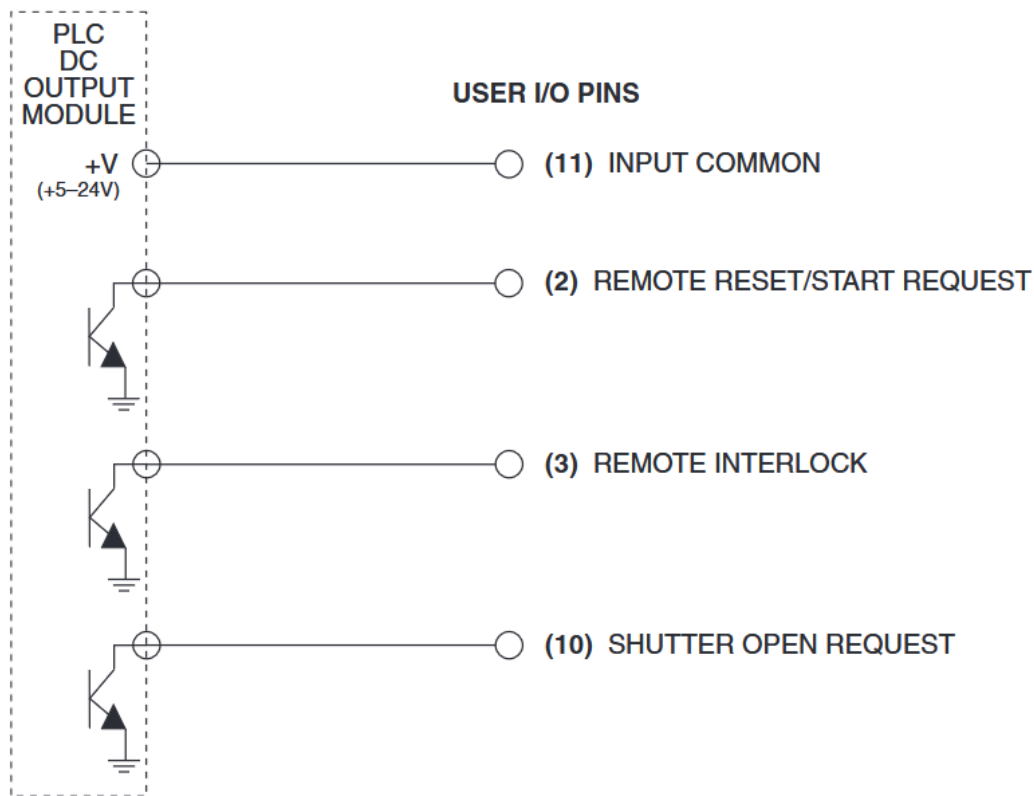 PLC
DC
OUTPUT
MODULE
USER I/O PINS
+V
(+5–24V)
(11) INPUT COMMON
(2) REMOTE RESET/START REQUEST
(3) REMOTE INTERLOCK
(10) SHUTTER OPEN REQUEST